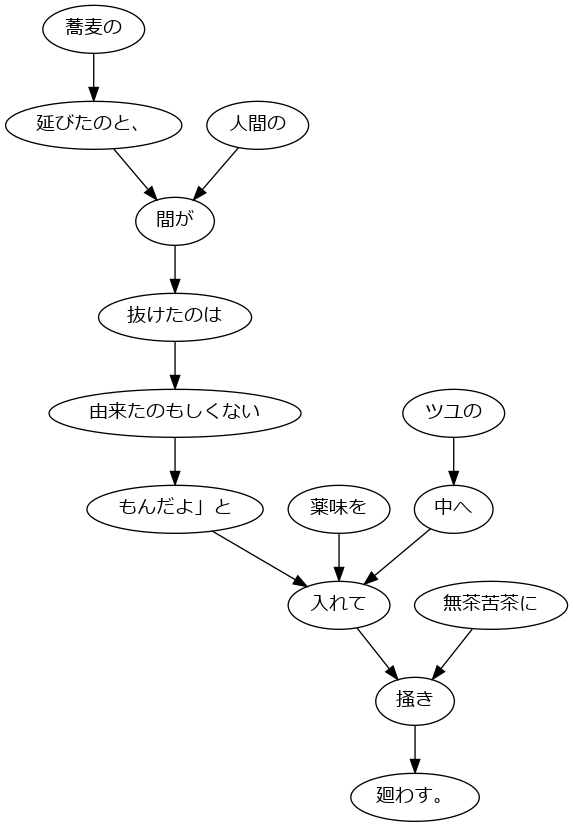 蕎麦の
延びたのと、
人間の
間が
抜けたのは
由来たのもしくない
ツユの
もんだよ」と
薬味を
中へ
入れて
無茶苦茶に
掻き
廻わす。